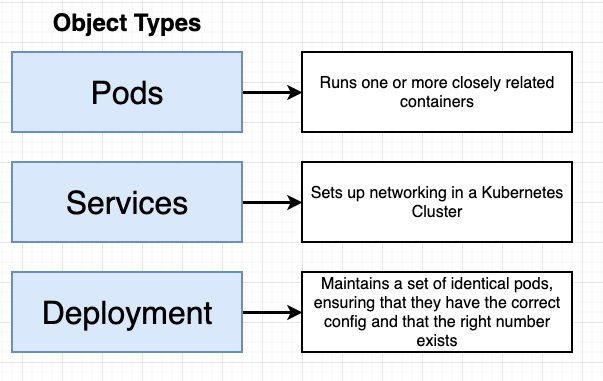 Object Types
Pods
Runs one or more closely related
containers
Services
Sets up networking in a Kubernetes
Cluster
Deployment
Maintains a set of identical pods,
ensuring that they have the correct
config and that the right number
exists